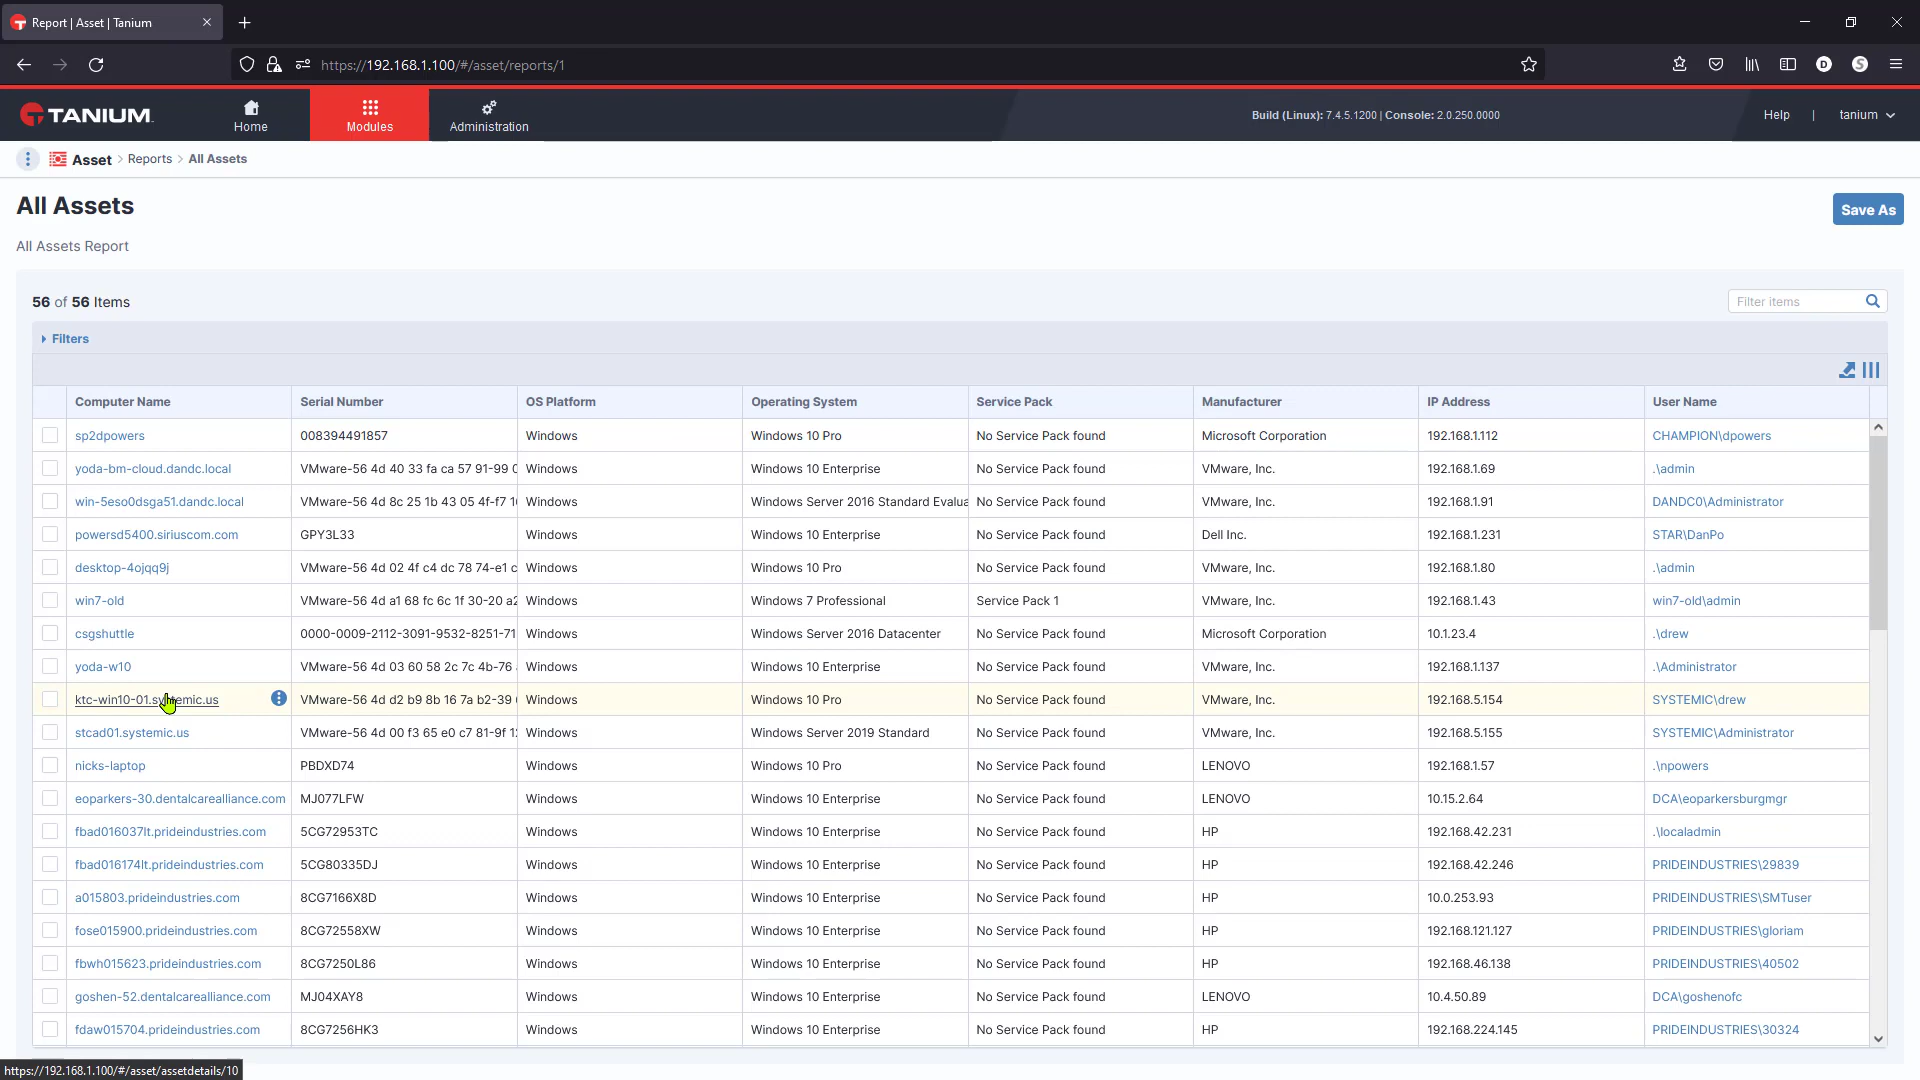 Report | Asset | Tanium
https://192.168.1.100/#/asset/reports/1
TANIUM
Home
Modules
Administration
Build (Linux): 7.4.5.1200 | Console: 2.0.250.0000
Help | tanium
Asset > Reports > All Assets
All Assets
Save As
All Assets Report
56 of 56 Items
Filter items
Filters
Computer Name Serial Number OS Platform Operating System Service Pack Manufacturer IP Address User Name
sp2dpowers 008394491857 Windows Windows 10 Pro No Service Pack found Microsoft Corporation 192.168.1.112 CHAMPION\dpowers
yoda-bm-cloud.dandc.local VMware-56 4d 40 33 fa ca 57 91-99 Windows Windows 10 Enterprise No Service Pack found VMware, Inc. 192.168.1.69 .\admin
win-5eso0dsga51.dandc.local VMware-56 4d 8c 25 1b 43 05 4f-f7 Windows Windows Server 2016 Standard Evalua No Service Pack found VMware, Inc. 192.168.1.91 DANDC0\Administrator
powersd5400.siriuscom.com GPY3L33 Windows Windows 10 Enterprise No Service Pack found Dell Inc. 192.168.1.231 STAR\DanPo
desktop-4ojqq9j VMware-56 4d 02 4f c4 dc 78 74-e1 c Windows Windows 10 Pro No Service Pack found VMware, Inc. 192.168.1.80 .\admin
win7-old VMware-56 4d a1 68 fc 6c 1f 30-20 a2 Windows Windows 7 Professional Service Pack 1 VMware, Inc. 192.168.1.43 win7-old\admin
csgshuttle 0000-0009-2112-3091-9532-8251-71 Windows Windows Server 2016 Datacenter No Service Pack found Microsoft Corporation 10.1.23.4 .\drew
yoda-w10 VMware-56 4d 03 60 58 2c 7c 4b-76 Windows Windows 10 Enterprise No Service Pack found VMware, Inc. 192.168.1.137 .\Administrator
ktc-win10-01.systemic.us VMware-56 4d d2 b9 8b 16 7a b2-39 Windows Windows 10 Pro No Service Pack found VMware, Inc. 192.168.5.154 SYSTEMIC\drew
stcad01.systemic.us VMware-56 4d 00 f3 65 e0 c7 81-9f Windows Windows Server 2019 Standard No Service Pack found VMware, Inc. 192.168.5.155 SYSTEMIC\Administrator
nicks-laptop PBDXD74 Windows Windows 10 Pro No Service Pack found LENOVO 192.168.1.57 .\npowers
eoparkers-30.dentalcarealliance.com MJ077LFW Windows Windows 10 Enterprise No Service Pack found LENOVO 10.15.2.64 DCA\eoparkersburgmgr
fbad016037lt.prideindustries.com 5CG72953TC Windows Windows 10 Enterprise No Service Pack found HP 192.168.42.231 .\localadmin
fbad016174lt.prideindustries.com 5CG80335DJ Windows Windows 10 Enterprise No Service Pack found HP 192.168.42.246 PRIDEINDUSTRIES\29839
a015803.prideindustries.com 8CG7166X8D Windows Windows 10 Enterprise No Service Pack found HP 10.0.253.93 PRIDEINDUSTRIES\SMTuser
fose015900.prideindustries.com 8CG72558XW Windows Windows 10 Enterprise No Service Pack found HP 192.168.121.127 PRIDEINDUSTRIES\gloriam
fbwh015623.prideindustries.com 8CG7250L86 Windows Windows 10 Enterprise No Service Pack found HP 192.168.46.138 PRIDEINDUSTRIES\40502
goshen-52.dentalcarealliance.com MJ04XAY8 Windows Windows 10 Enterprise No Service Pack found LENOVO 10.4.50.89 DCA\goshenofc
fdaw015704.prideindustries.com 8CG7256HK3 Windows Windows 10 Enterprise No Service Pack found HP 192.168.224.145 PRIDEINDUSTRIES\30324
https://192.168.1.100/#/asset/assetdetails/10